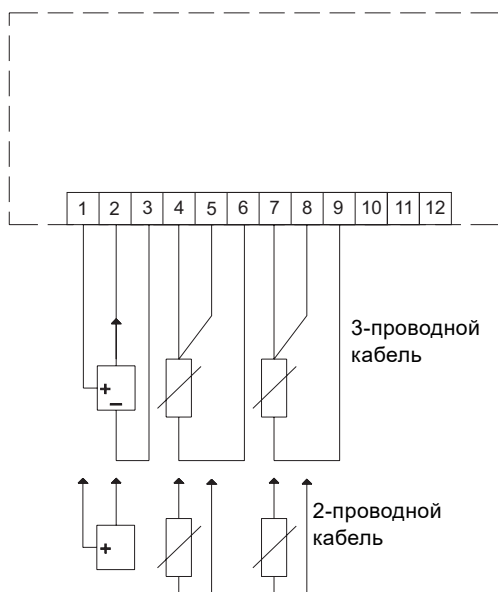 1 2 3 4 5 6 7 8 9 10 11 12
3-проводной
кабель
+
–
2-проводной
кабель
+